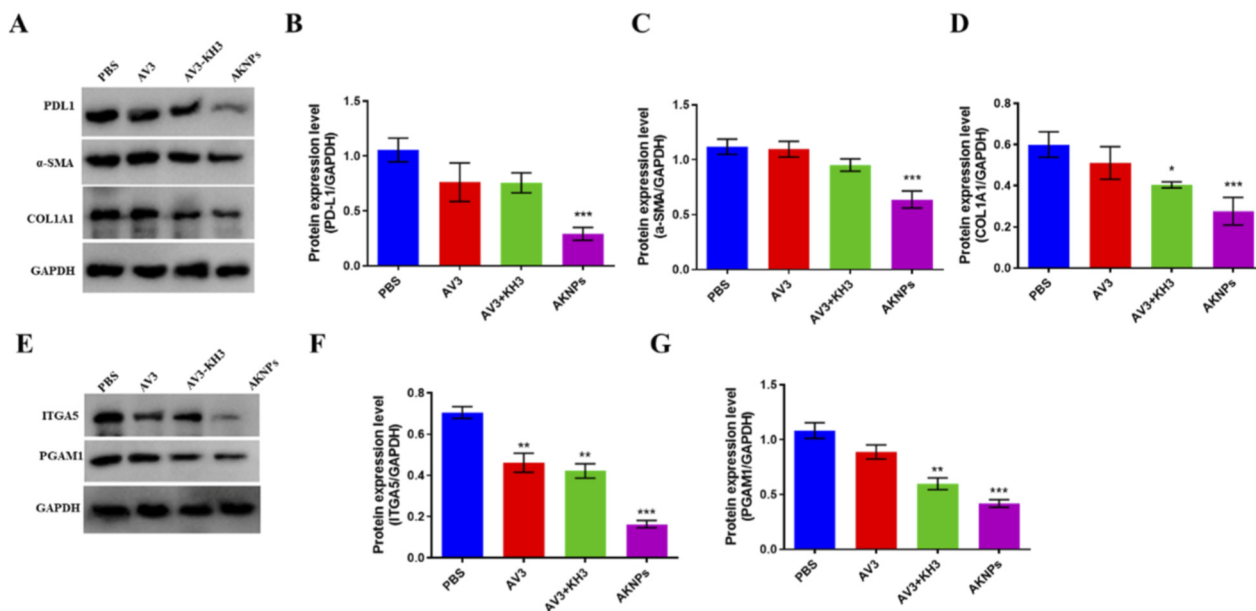 A
PBS AV3 AV3-KH3 AKNPs
PDL1
α-SMA
COL1A1
GAPDH
B
Protein expression level
(PD-L1/GAPDH)
1.5
1.0
0.5
0.0
***
PBS AV3 AV3+KH3 AKNPs
C
Protein expression level
(a-SMA/GAPDH)
1.5
1.0
0.5
0.0
***
PBS AV3 AV3+KH3 AKNPs
D
Protein expression level
(COL1A1/GAPDH)
0.8
0.6
0.4
0.2
0.0
* ***
PBS AV3 AV3+KH3 AKNPs
E
PBS AV3 AV3-KH3 AKNPs
ITGA5
PGAM1
GAPDH
F
Protein expression level
(ITGA5/GAPDH)
0.8
0.6
0.4
0.2
0.0
** ** ***
PBS AV3 AV3+KH3 AKNPs
G
Protein expression level
(PGAM1/GAPDH)
1.5
1.0
0.5
0.0
** ***
PBS AV3 AV3+KH3 AKNPs